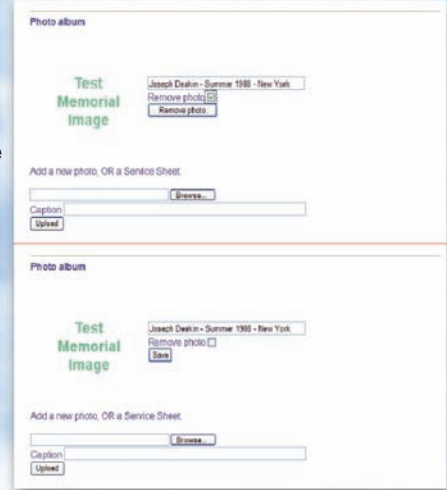 Photo album
Test
Memorial
Image
Joseph Deakin - Summer 1988 - New York
Remove photo
Remove photo
Add a new photo, OR a Service Sheet.
Browse...
Caption
Upload
Photo album
Test
Memorial
Image
Joseph Deakin - Summer 1988 - New York
Remove photo
Save
Add a new photo, OR a Service Sheet.
Browse...
Caption
Upload